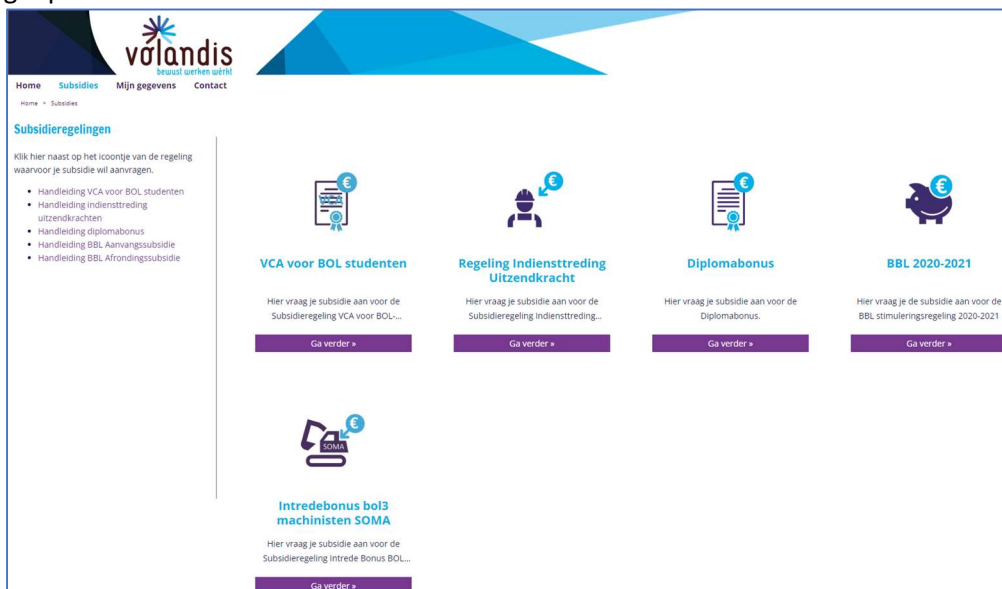 volandis
bewust werken wèrkt
Home Subsidies Mijn gegevens Contact
Home » Subsidies
Subsidieregelingen
Klik hier naast op het icoontje van de regeling
waarvoor je subsidie wil aanvragen.
• Handleiding VCA voor BOL studenten
• Handleiding indiensttreding
uitzendkrachten
• Handleiding diplomabonus
• Handleiding BBL Aanvangssubsidie
• Handleiding BBL Afrondingssubsidie
€
VCA
VCA voor BOL studenten
Hier vraag je subsidie aan voor de
Subsidieregeling VCA voor BOL-...
Ga verder »
€
Regeling Indiensttreding
Uitzendkracht
Hier vraag je subsidie aan voor de
Subsidieregeling Indiensttreding...
Ga verder »
€
Diplomabonus
Hier vraag je subsidie aan voor de
Diplomabonus.
Ga verder »
€
BBL 2020-2021
Hier vraag je de subsidie aan voor de
BBL stimuleringsregeling 2020-2021
Ga verder »
€
SOMA
Intredebonus bol3
machinisten SOMA
Hier vraag je subsidie aan voor de
Subsidieregeling Intrede Bonus BOL...
Ga verder »